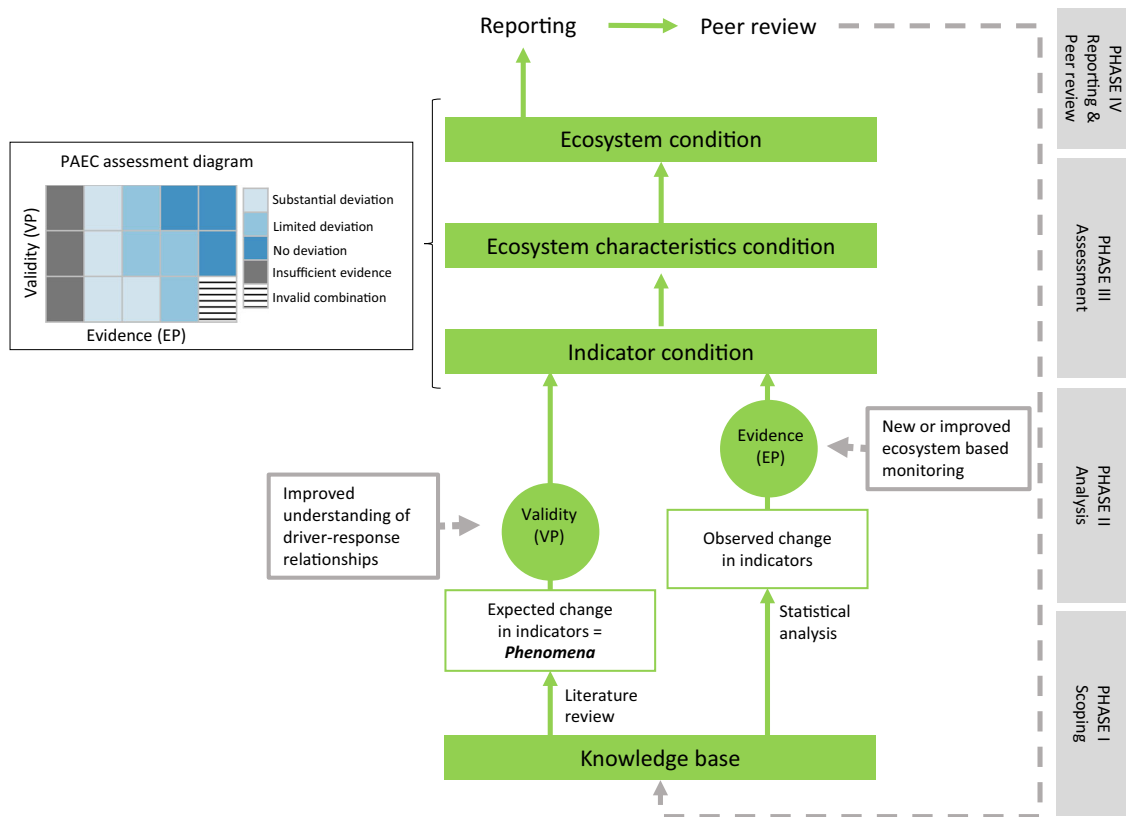 Reporting
Peer review
Ecosystem condition
Ecosystem characteristics condition
Indicator condition
PAEC assessment diagram
Validity (VP)
Evidence (EP)
Substantial deviation
Limited deviation
No deviation
Insufficient evidence
Invalid combination
Evidence
(EP)
New or improved
ecosystem based
monitoring
Improved
understanding of
driver-response
relationships
Validity
(VP)
Observed change
in indicators
Expected change
in indicators =
Phenomena
Statistical
analysis
Literature
review
Knowledge base
PHASE IV
Reporting &
Peer review
PHASE III
Assessment
PHASE II
Analysis
PHASE I
Scoping